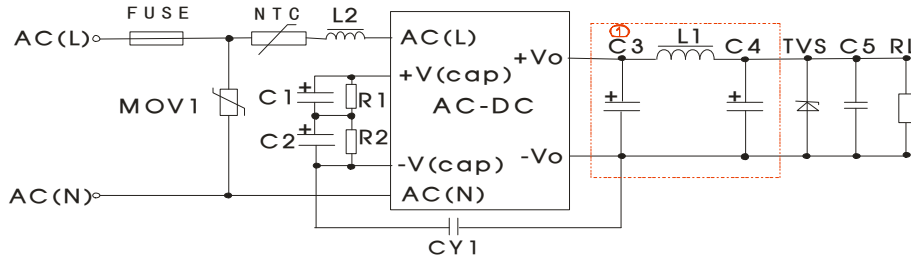 FUSE NTC L2
AC(L) AC(L) ① C3 L1 C4 TVS C5 Rl
+V(cap) +Vo
MOV1 C1 R1 AC-DC
C2 R2
-V(cap) -Vo
AC(N) AC(N)
CY1